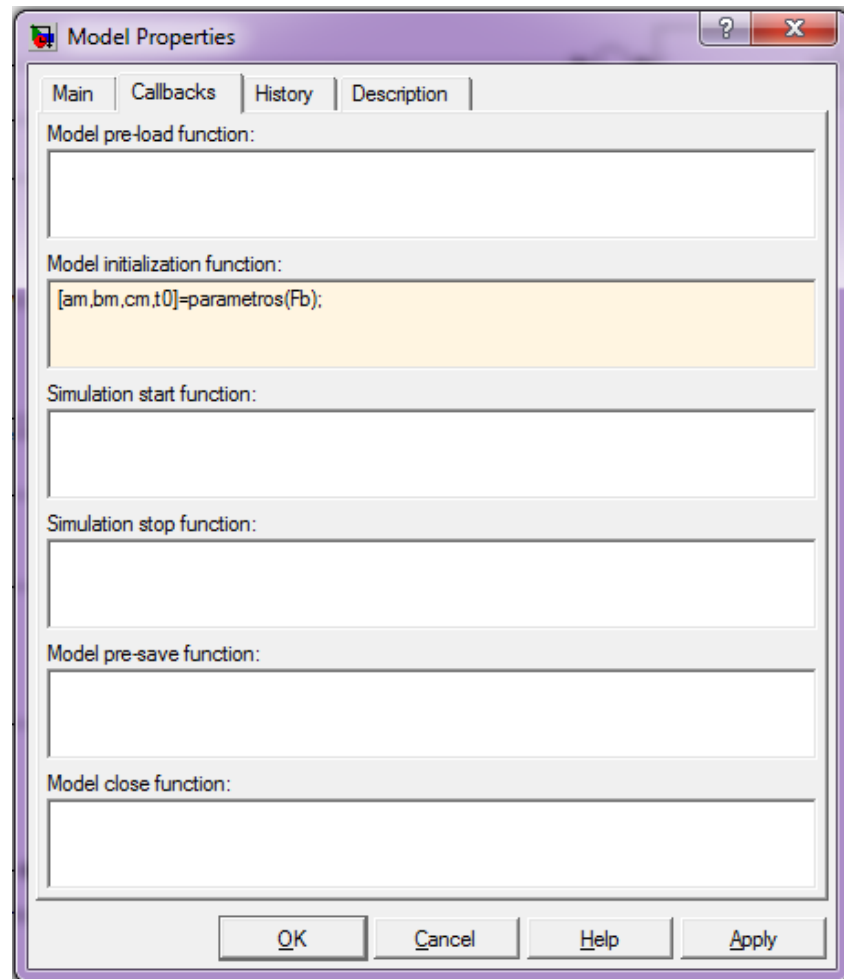 Model Properties
Main Callbacks History Description
Model pre-load function:
Model initialization function:
[am,bm,cm,t0]=parametros(Fb);
Simulation start function:
Simulation stop function:
Model pre-save function:
Model close function:
OK Cancel Help Apply